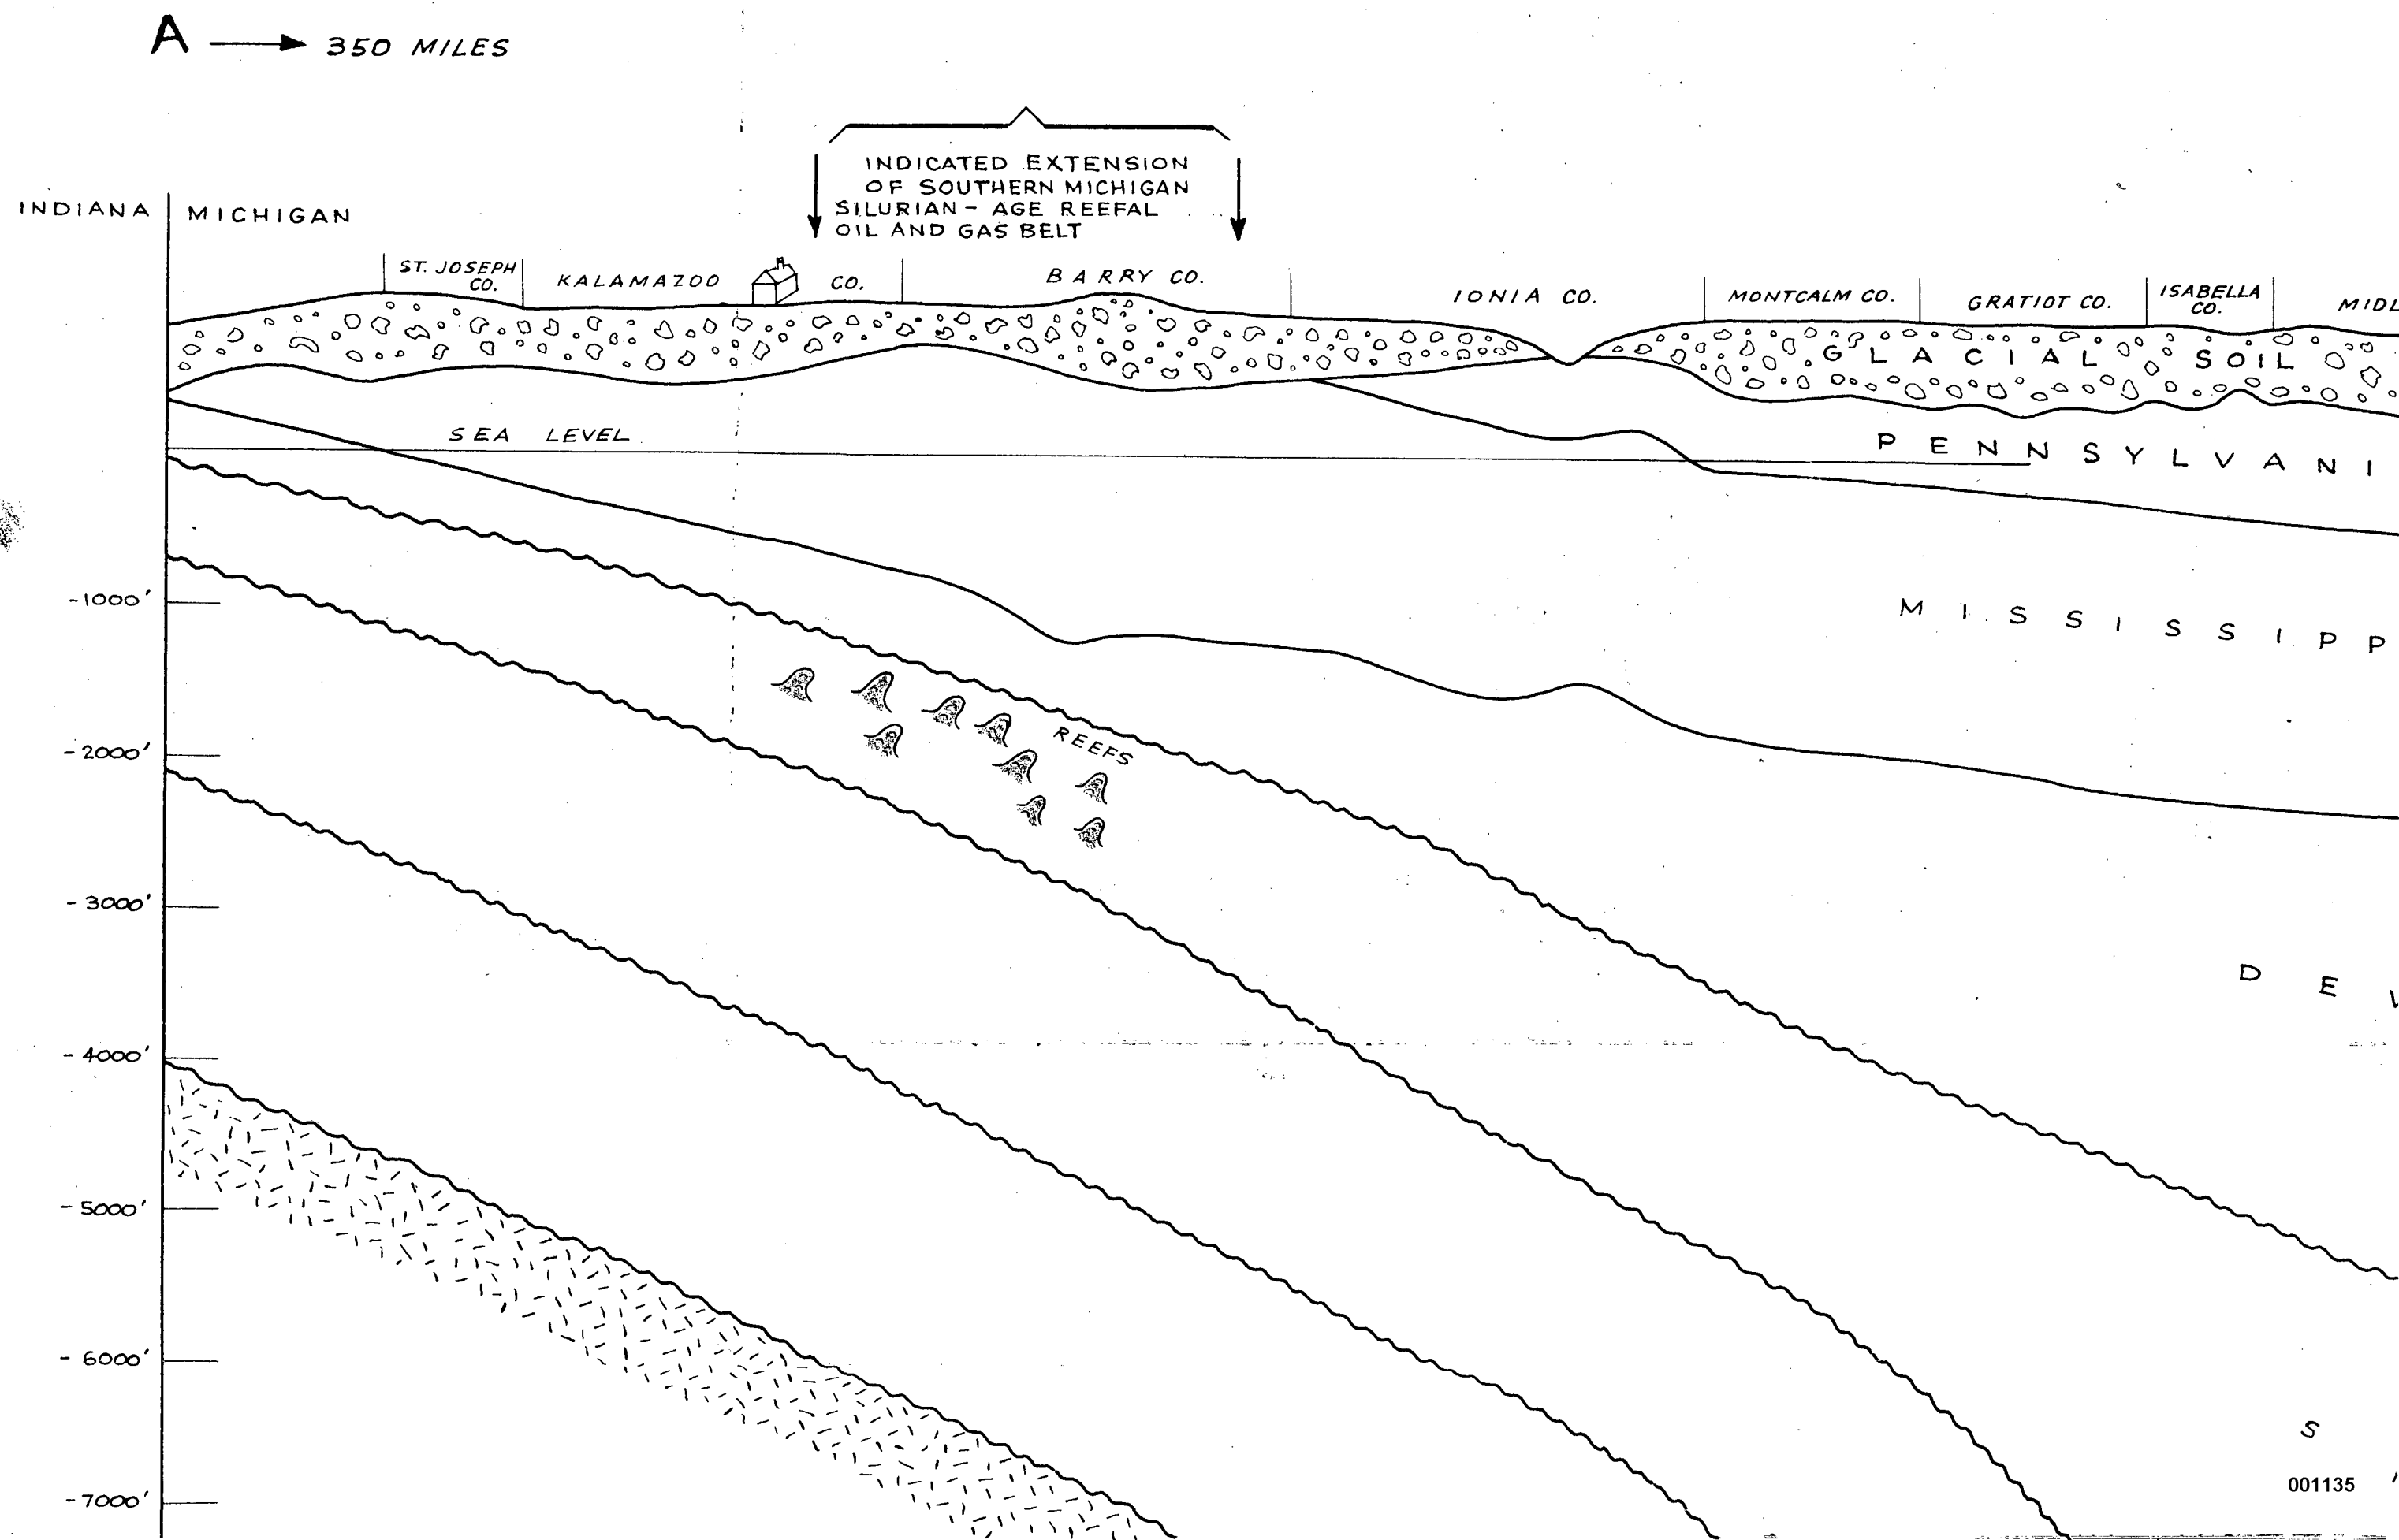 A → 350 MILES
INDICATED EXTENSION
OF SOUTHERN MICHIGAN
SILURIAN - AGE REEFAL
OIL AND GAS BELT
INDIANA MICHIGAN
ST. JOSEPH
CO.
KALAMAZOO CO.
BARRY CO.
IONIA CO.
MONTCALM CO.
GRATIOT CO.
ISABELLA
CO.
MIDL
GLACIAL SOIL
SEA LEVEL
PENNSYLVANI
-1000'
MISSISSIPP
REEFS
-2000'
-3000'
DEV
-4000'
-5000'
-6000'
S
001135
-7000'